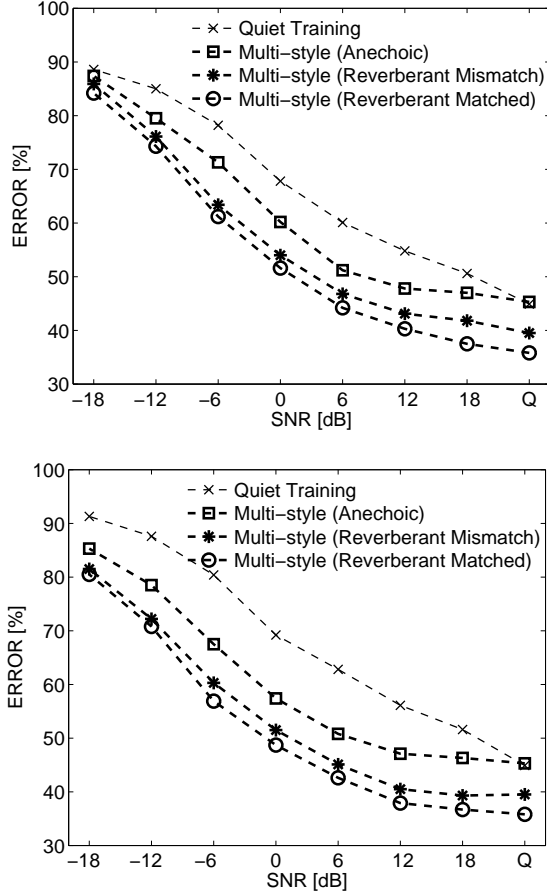 100
90
80
70
60
50
40
30
ERROR [%]
Quiet Training
Multi−style (Anechoic)
Multi−style (Reverberant Mismatch)
Multi−style (Reverberant Matched)
−18 −12 −6 0 6 12 18 Q
SNR [dB]
100
90
80
70
60
50
40
30
ERROR [%]
Quiet Training
Multi−style (Anechoic)
Multi−style (Reverberant Mismatch)
Multi−style (Reverberant Matched)
−18 −12 −6 0 6 12 18 Q
SNR [dB]